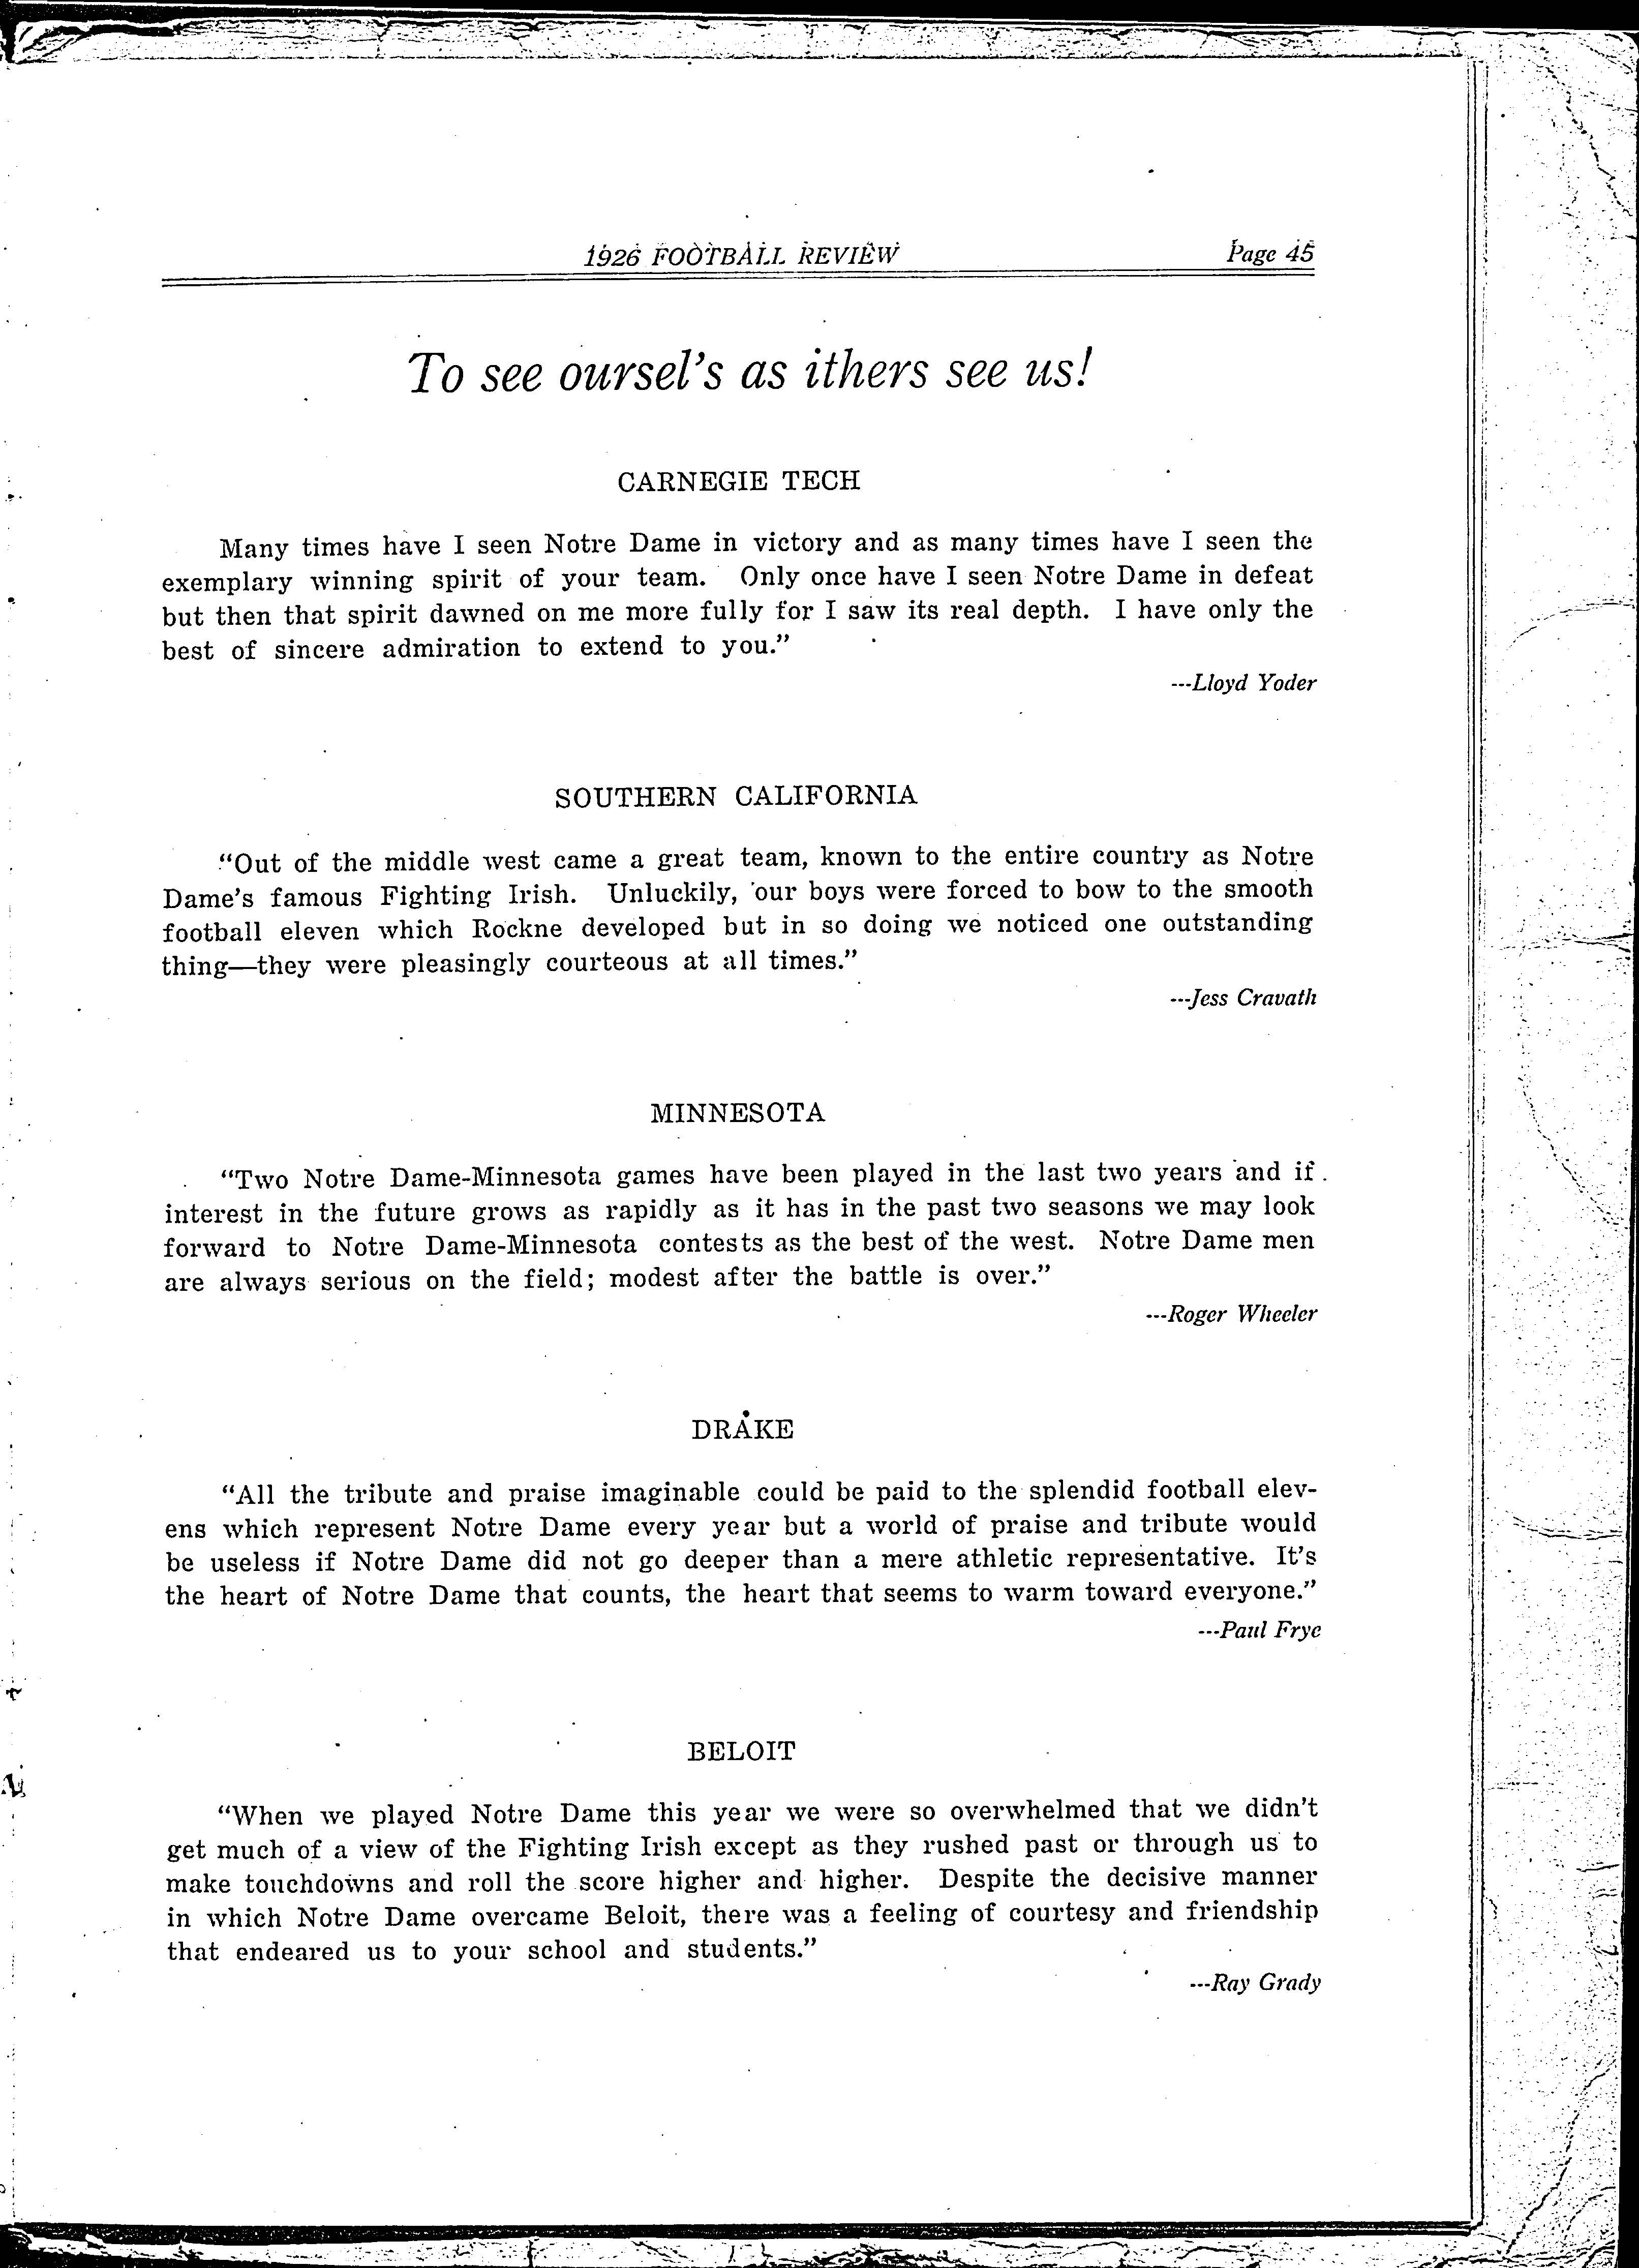 1926 FOOTBALL REVIEW Page 45
To see oursel's as ithers see us!
CARNEGIE TECH
Many times have I seen Notre Dame in victory and as many times have I seen the
exemplary winning spirit of your team. Only once have I seen Notre Dame in defeat
but then that spirit dawned on me more fully for I saw its real depth. I have only the
best of sincere admiration to extend to you.”
---Lloyd Yoder
SOUTHERN CALIFORNIA
“Out of the middle west came a great team, known to the entire country as Notre
Dame's famous Fighting Irish. Unluckily, our boys were forced to bow to the smooth
football eleven which Rockne developed but in so doing we noticed one outstanding
thing—they were pleasingly courteous at all times.”
---Jess Cravath
MINNESOTA
“Two Notre Dame-Minnesota games have been played in the last two years and if
interest in the future grows as rapidly as it has in the past two seasons we may look
forward to Notre Dame-Minnesota contests as the best of the west. Notre Dame men
are always serious on the field; modest after the battle is over.”
---Roger Wheeler
DRAKE
“All the tribute and praise imaginable could be paid to the splendid football elev-
ens which represent Notre Dame every year but a world of praise and tribute would
be useless if Notre Dame did not go deeper than a mere athletic representative. It's
the heart of Notre Dame that counts, the heart that seems to warm toward everyone.”
---Paul Frye
BELOIT
“When we played Notre Dame this year we were so overwhelmed that we didn't
get much of a view of the Fighting Irish except as they rushed past or through us to
make touchdowns and roll the score higher and higher. Despite the decisive manner
in which Notre Dame overcame Beloit, there was a feeling of courtesy and friendship
that endeared us to your school and students.”
---Ray Grady